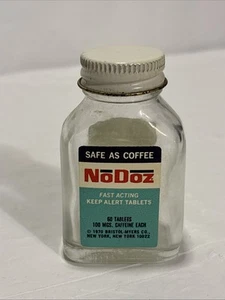 SAFE AS COFFEE
NōDōz
FAST ACTING
KEEP ALERT TABLETS
60 TABLETS
100 MGS. CAFFEINE EACH
© 1970 BRISTOL-MYERS CO.,
NEW YORK, NEW YORK 10022